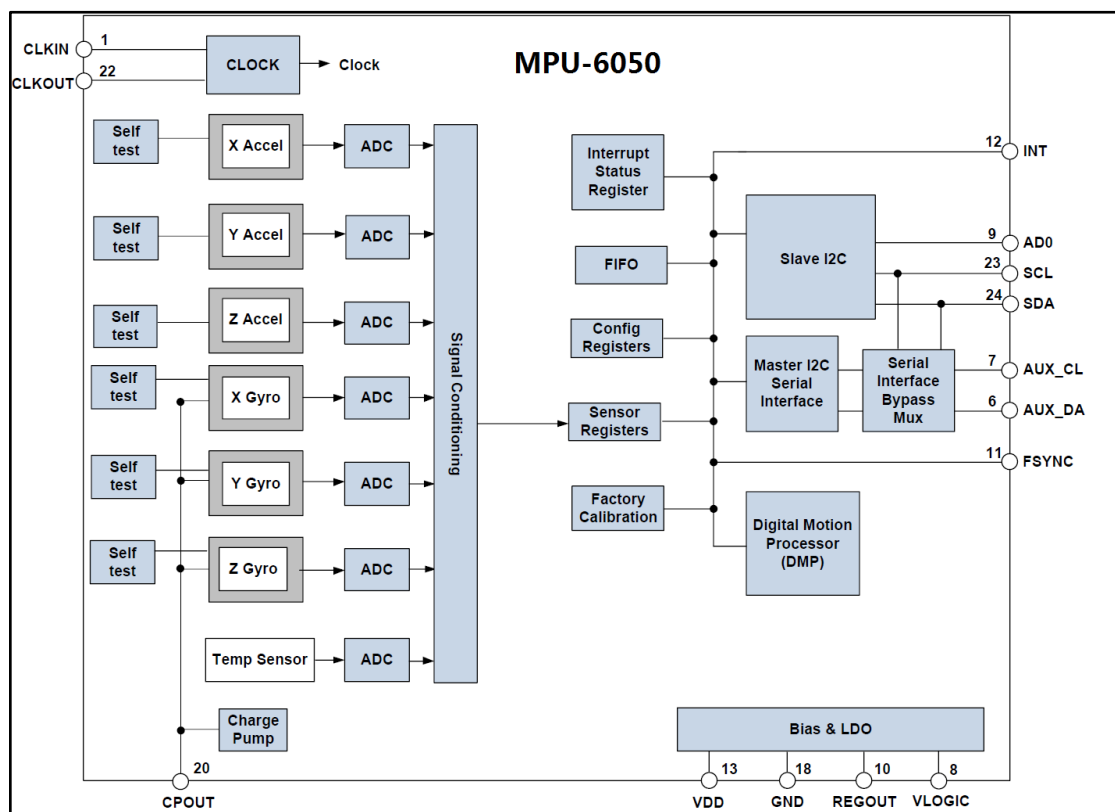 MPU-6050
CLKIN
1
CLKOUT
22
CLOCK
Clock
Self
test
X Accel
ADC
Self
test
Y Accel
ADC
Self
test
Z Accel
ADC
Self
test
X Gyro
ADC
Self
test
Y Gyro
ADC
Self
test
Z Gyro
ADC
Temp Sensor
ADC
Signal Conditioning
Charge
Pump
20
CPOUT
Interrupt
Status
Register
FIFO
Config
Registers
Sensor
Registers
Factory
Calibration
Slave I2C
Master I2C
Serial
Interface
Serial
Interface
Bypass
Mux
Digital Motion
Processor
(DMP)
12
INT
9
AD0
23
SCL
24
SDA
7
AUX_CL
6
AUX_DA
11
FSYNC
Bias & LDO
13
VDD
18
GND
10
REGOUT
8
VLOGIC